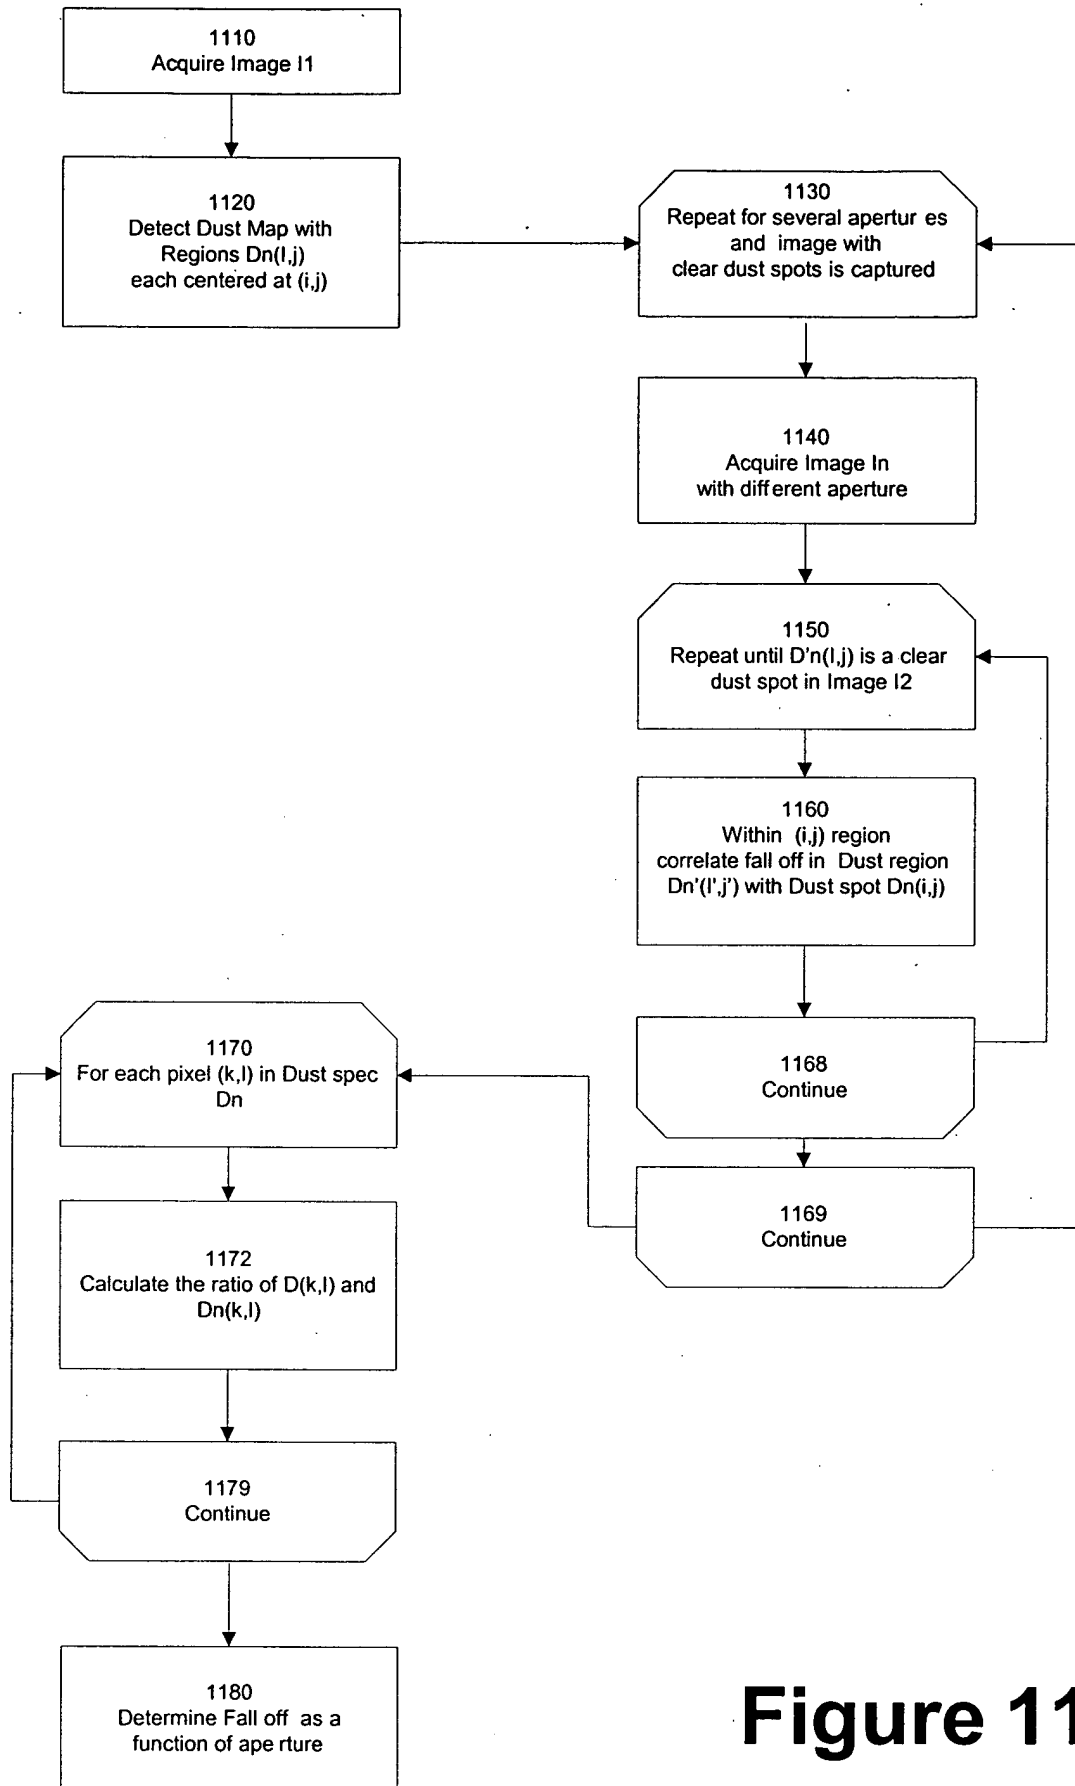 1110
Acquire Image I1
1120
Detect Dust Map with
Regions Dn(I,j)
each centered at (i,j)
1130
Repeat for several apertur es
and image with
clear dust spots is captured
1140
Acquire Image In
with different aperture
1150
Repeat until D'n(I,j) is a clear
dust spot in Image I2
1160
Within (i,j) region
correlate fall off in Dust region
Dn'(I',j') with Dust spot Dn(i,j)
1168
Continue
1169
Continue
1170
For each pixel (k,l) in Dust spec
Dn
1172
Calculate the ratio of D(k,l) and
Dn(k,l)
1179
Continue
1180
Determine Fall off as a
function of ape rture
Figure 11